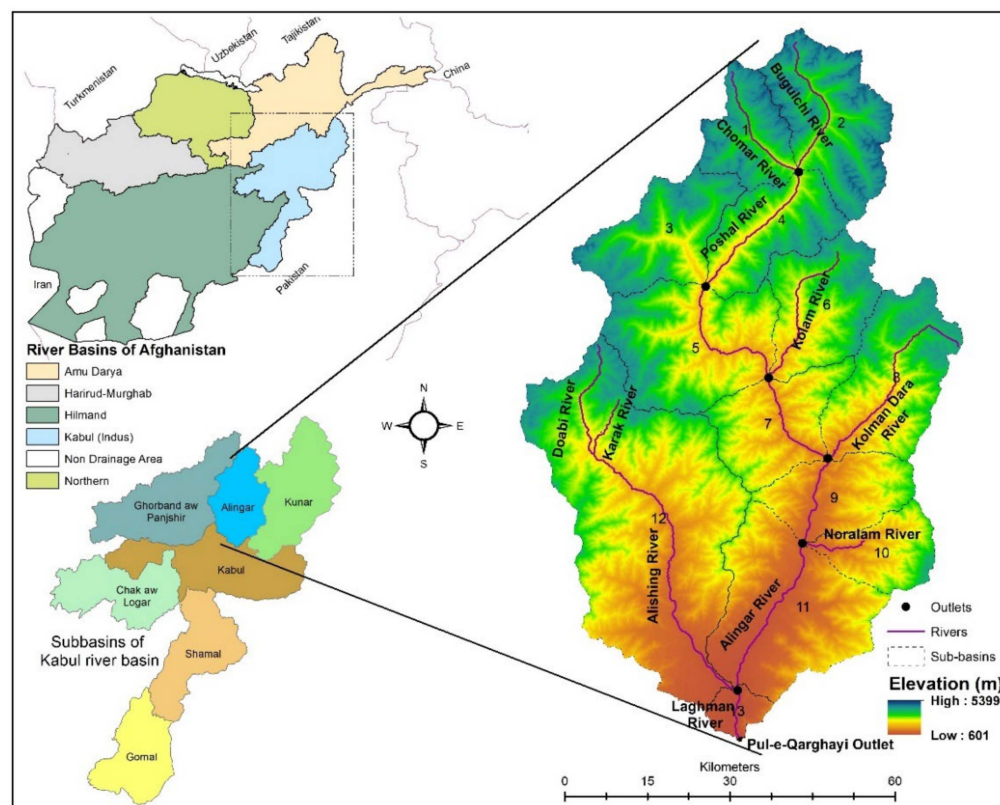 Turkmenistan
Uzbekistan
Tajikistan
China
Iran
Pakistan
River Basins of Afghanistan
Amu Darya
Harirud-Murghab
Hilmand
Kabul (Indus)
Non Drainage Area
Northern
N
W
E
S
Ghorband aw
Panjshir
Alingar
Kunar
Kabul
Chak aw
Logar
Subbasins of
Kabul river basin
Shamal
Gomal
Bugulchi River
1
2
Chomar River
Poshal River
4
3
Kolam River
6
5
8
Kolman Dara
River
7
Doabi River
Karak River
9
12
Noralam River
10
Alishing River
Alingar River
11
Laghman
River
13
Pul-e-Qarghayi Outlet
Outlets
Rivers
Sub-basins
Elevation (m)
High : 5399
Low : 601
Kilometers
0 15 30 60